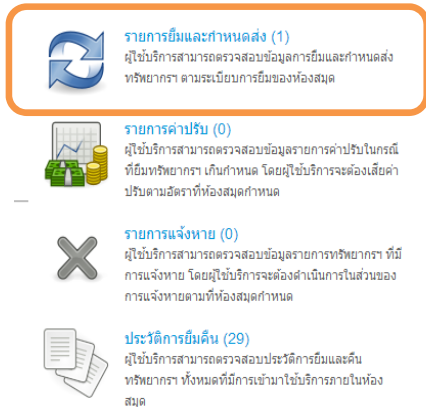 รายการยืมและกำหนดส่ง (1)
ผู้ใช้บริการสามารถตรวจสอบข้อมูลการยืมและกำหนดส่ง
ทรัพยากรฯ ตามระเบียบการยืมของห้องสมุด
รายการค่าปรับ (0)
ผู้ใช้บริการสามารถตรวจสอบข้อมูลรายการค่าปรับในกรณี
ที่ยืมทรัพยากรฯ เกินกำหนด โดยผู้ใช้บริการจะต้องเสียค่า
ปรับตามอัตราที่ห้องสมุดกำหนด
รายการแจ้งหาย (0)
ผู้ใช้บริการสามารถตรวจสอบข้อมูลรายการทรัพยากรฯ ที่มี
การแจ้งหาย โดยผู้ใช้บริการจะต้องดำเนินการในส่วนของ
การแจ้งหายตามที่ห้องสมุดกำหนด
ประวัติการยืมคืน (29)
ผู้ใช้บริการสามารถตรวจสอบประวัติการยืมและคืน
ทรัพยากรฯ ทั้งหมดที่มีการเข้ามาใช้บริการภายในห้อง
สมุด